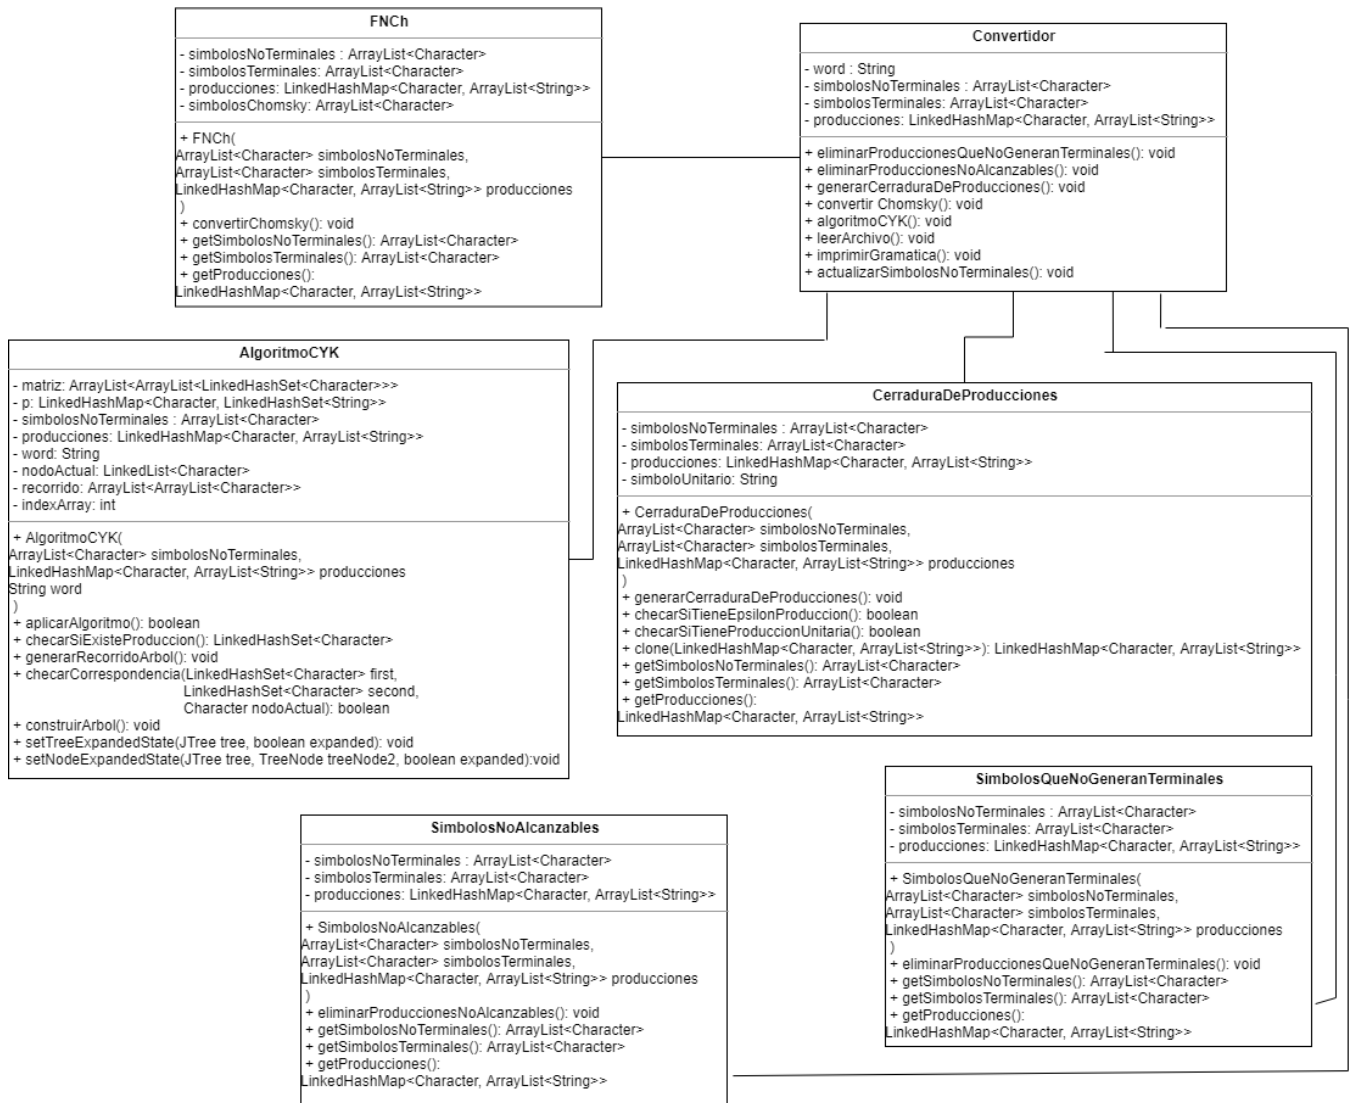 FNCh
- simbolosNoTerminales : ArrayList<Character>
- simbolosTerminales: ArrayList<Character>
- producciones: LinkedHashMap<Character, ArrayList<String>>
- simbolosChomsky: ArrayList<Character>
+ FNCh(
ArrayList<Character> simbolosNoTerminales,
ArrayList<Character> simbolosTerminales,
LinkedHashMap<Character, ArrayList<String>> producciones
)
+ convertirChomsky(): void
+ getSimbolosNoTerminales(): ArrayList<Character>
+ getSimbolosTerminales(): ArrayList<Character>
+ getProducciones():
LinkedHashMap<Character, ArrayList<String>>
Convertidor
- word : String
- simbolosNoTerminales : ArrayList<Character>
- simbolosTerminales: ArrayList<Character>
- producciones: LinkedHashMap<Character, ArrayList<String>>
+ eliminarProduccionesQueNoGeneranTerminales(): void
+ eliminarProduccionesNoAlcanzables(): void
+ generarCerraduraDeProducciones(): void
+ convertir Chomsky(): void
+ algoritmoCYK(): void
+ leerArchivo(): void
+ imprimirGramatica(): void
+ actualizarSimbolosNoTerminales(): void
AlgoritmoCYK
- matriz: ArrayList<ArrayList<LinkedHashSet<Character>>>
- p: LinkedHashMap<Character, LinkedHashSet<String>>
- simbolosNoTerminales : ArrayList<Character>
- producciones: LinkedHashMap<Character, ArrayList<String>>
- word: String
- nodoActual: LinkedList<Character>
- recorrido: ArrayList<ArrayList<Character>>
- indexArray: int
+ AlgoritmoCYK(
ArrayList<Character> simbolosNoTerminales,
LinkedHashMap<Character, ArrayList<String>> producciones
String word
)
+ aplicarAlgoritmo(): boolean
+ checarSiExisteProduccion(): LinkedHashSet<Character>
+ generarRecorridoArbol(): void
+ checarCorrespondencia(LinkedHashSet<Character> first,
LinkedHashSet<Character> second,
Character nodoActual): boolean
+ construirArbol(): void
+ setTreeExpandedState(JTree tree, boolean expanded): void
+ setNodeExpandedState(JTree tree, TreeNode treeNode2, boolean expanded):void
CerraduraDeProducciones
- simbolosNoTerminales : ArrayList<Character>
- simbolosTerminales: ArrayList<Character>
- producciones: LinkedHashMap<Character, ArrayList<String>>
- simboloUnitario: String
+ CerraduraDeProducciones(
ArrayList<Character> simbolosNoTerminales,
ArrayList<Character> simbolosTerminales,
LinkedHashMap<Character, ArrayList<String>> producciones
)
+ generarCerraduraDeProducciones(): void
+ checarSiTieneEpsilonProduccion(): boolean
+ checarSiTieneProduccionUnitaria(): boolean
+ clone(LinkedHashMap<Character, ArrayList<String>>): LinkedHashMap<Character, ArrayList<String>>
+ getSimbolosNoTerminales(): ArrayList<Character>
+ getSimbolosTerminales(): ArrayList<Character>
+ getProducciones():
LinkedHashMap<Character, ArrayList<String>>
SimbolosNoAlcanzables
- simbolosNoTerminales : ArrayList<Character>
- simbolosTerminales: ArrayList<Character>
- producciones: LinkedHashMap<Character, ArrayList<String>>
+ SimbolosNoAlcanzables(
ArrayList<Character> simbolosNoTerminales,
ArrayList<Character> simbolosTerminales,
LinkedHashMap<Character, ArrayList<String>> producciones
)
+ eliminarProduccionesNoAlcanzables(): void
+ getSimbolosNoTerminales(): ArrayList<Character>
+ getSimbolosTerminales(): ArrayList<Character>
+ getProducciones():
LinkedHashMap<Character, ArrayList<String>>
SimbolosQueNoGeneranTerminales
- simbolosNoTerminales : ArrayList<Character>
- simbolosTerminales: ArrayList<Character>
- producciones: LinkedHashMap<Character, ArrayList<String>>
+ SimbolosQueNoGeneranTerminales(
ArrayList<Character> simbolosNoTerminales,
ArrayList<Character> simbolosTerminales,
LinkedHashMap<Character, ArrayList<String>> producciones
)
+ eliminarProduccionesQueNoGeneranTerminales(): void
+ getSimbolosNoTerminales(): ArrayList<Character>
+ getSimbolosTerminales(): ArrayList<Character>
+ getProducciones():
LinkedHashMap<Character, ArrayList<String>>